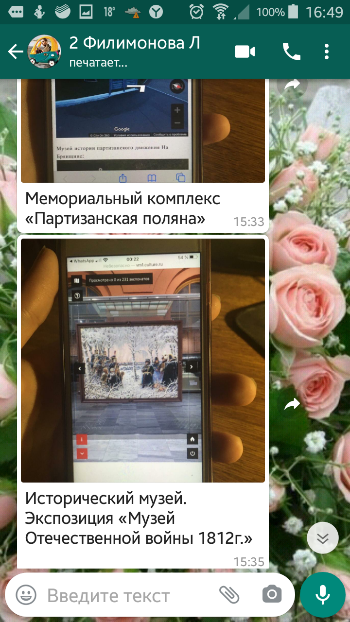 18°
100%
16:49
2 Филимонова Л
печатает...
Google
Музей истории партизанского движения На
Мемориальный комплекс
«Партизанская поляна»
15:33
WhatsApp
Исторический музей.
Экспозиция «Музей
Отечественной войны 1812г.»
15:35
Введите текст